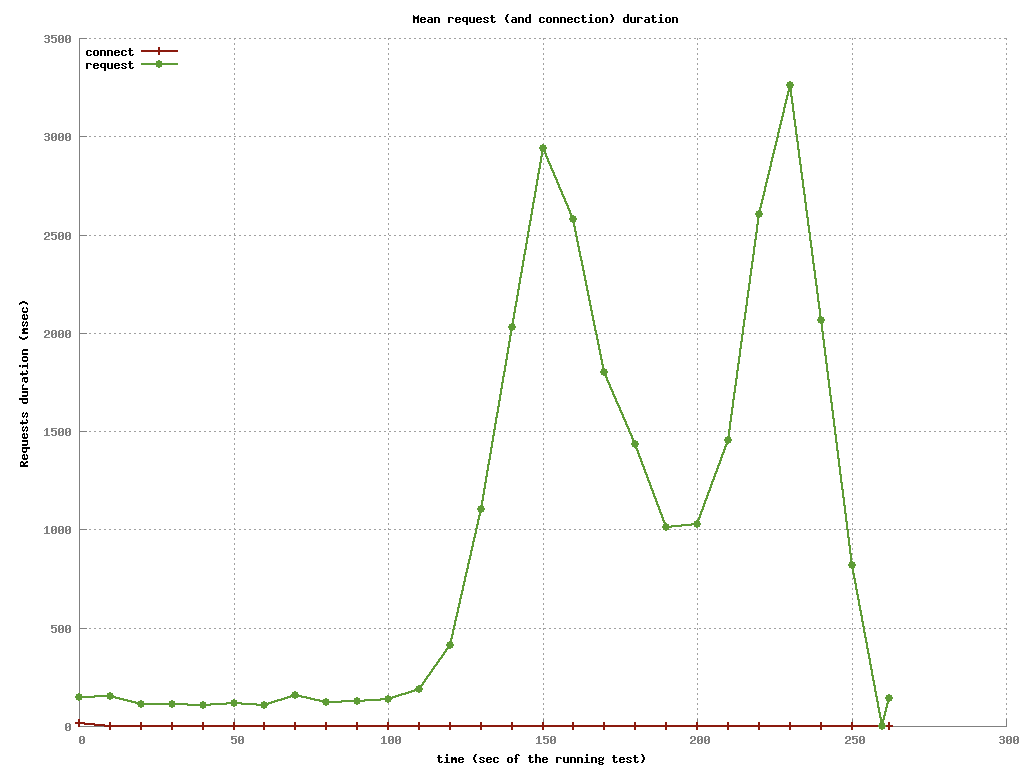 Mean request (and connection) duration
3500
connect
request
3000
2500
2000
1500
1000
500
0
Requests duration (msec)
0 50 100 150 200 250 300
time (sec of the running test)